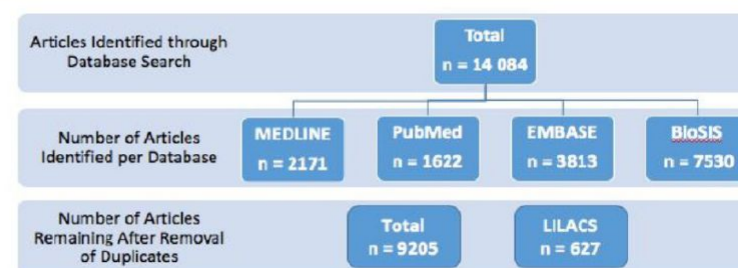 Articles Identified through
Database Search
Total
n = 14 084
Number of Articles
Identified per Database
MEDLINE
n = 2171
PubMed
n = 1622
EMBASE
n = 3813
BioSIS
n = 7530
Number of Articles
Remaining After Removal
of Duplicates
Total
n = 9205
LILACS
n = 627